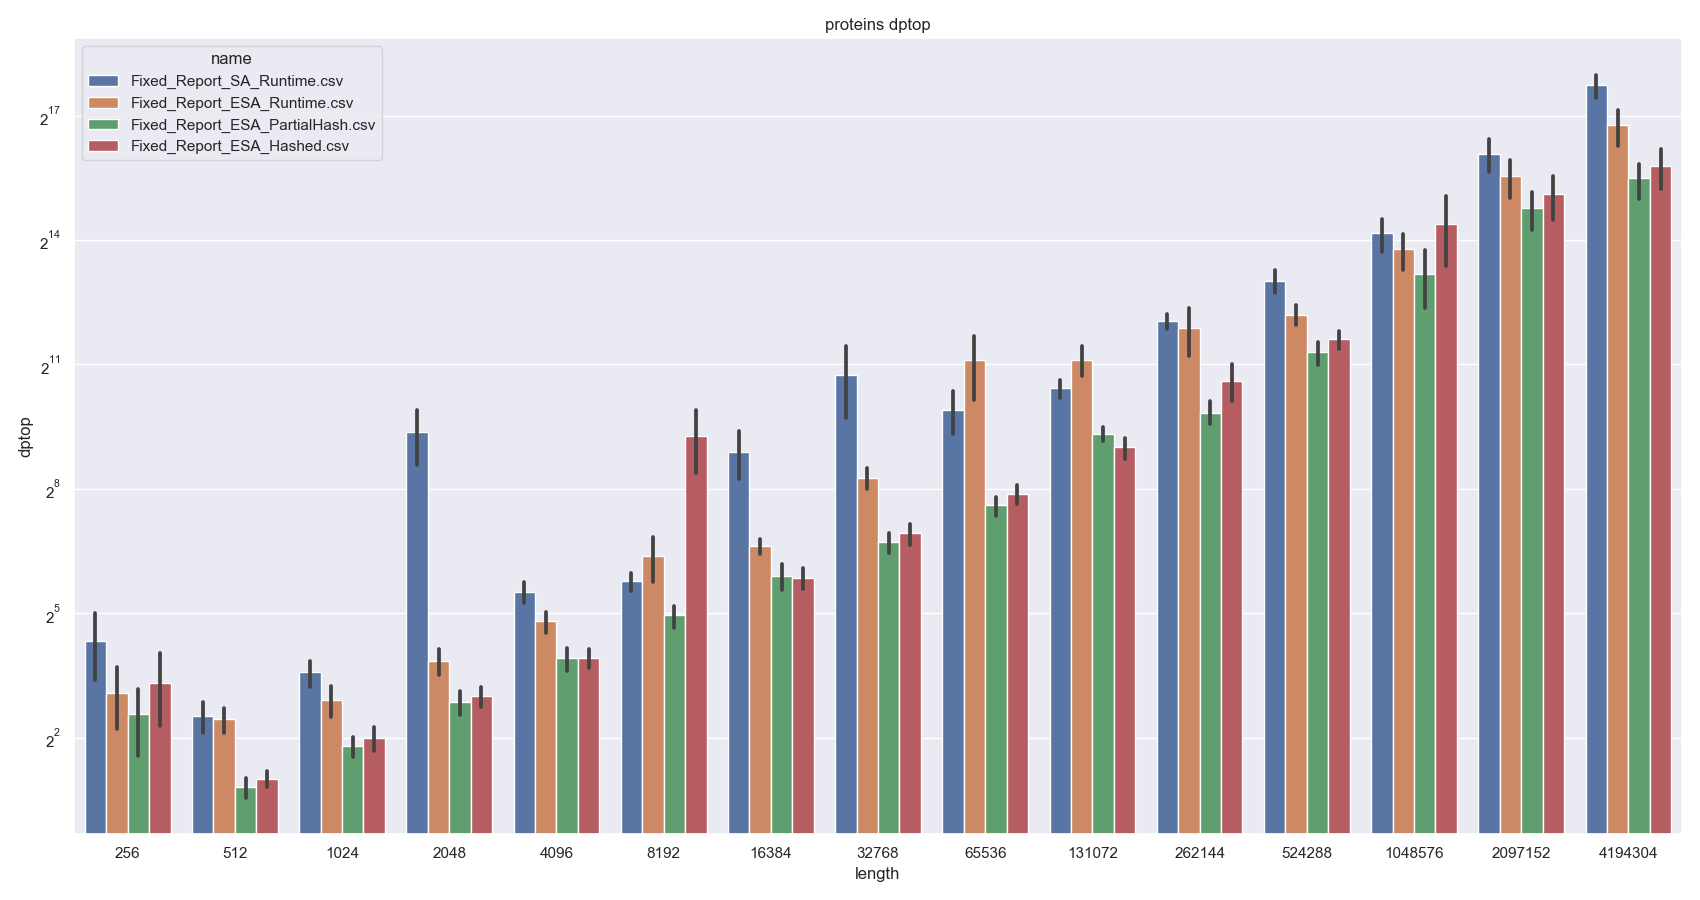 proteins dptop
name
Fixed_Report_SA_Runtime.csv
Fixed_Report_ESA_Runtime.csv
Fixed_Report_ESA_PartialHash.csv
Fixed_Report_ESA_Hashed.csv
2^17
2^14
2^11
2^8
2^5
2^2
dptop
256 512 1024 2048 4096 8192 16384 32768 65536 131072 262144 524288 1048576 2097152 4194304
length